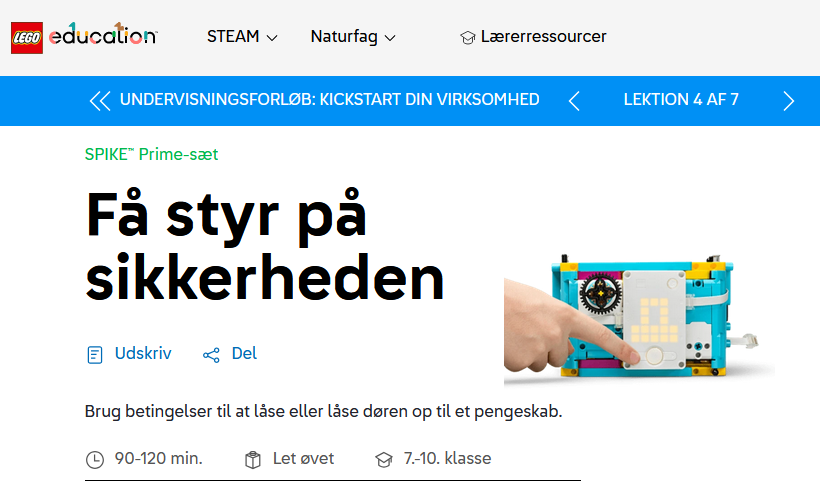 LEGO education™ STEAM Naturfag Lærerressourcer
UNDERVISNINGSFORLØB: KICKSTART DIN VIRKSOMHED LEKTION 4 AF 7
SPIKE™ Prime-sæt
Få styr på
sikkerheden
Udskriv Del
Brug betingelser til at låse eller låse døren op til et pengeskab.
90-120 min. Let øvet 7.-10. klasse